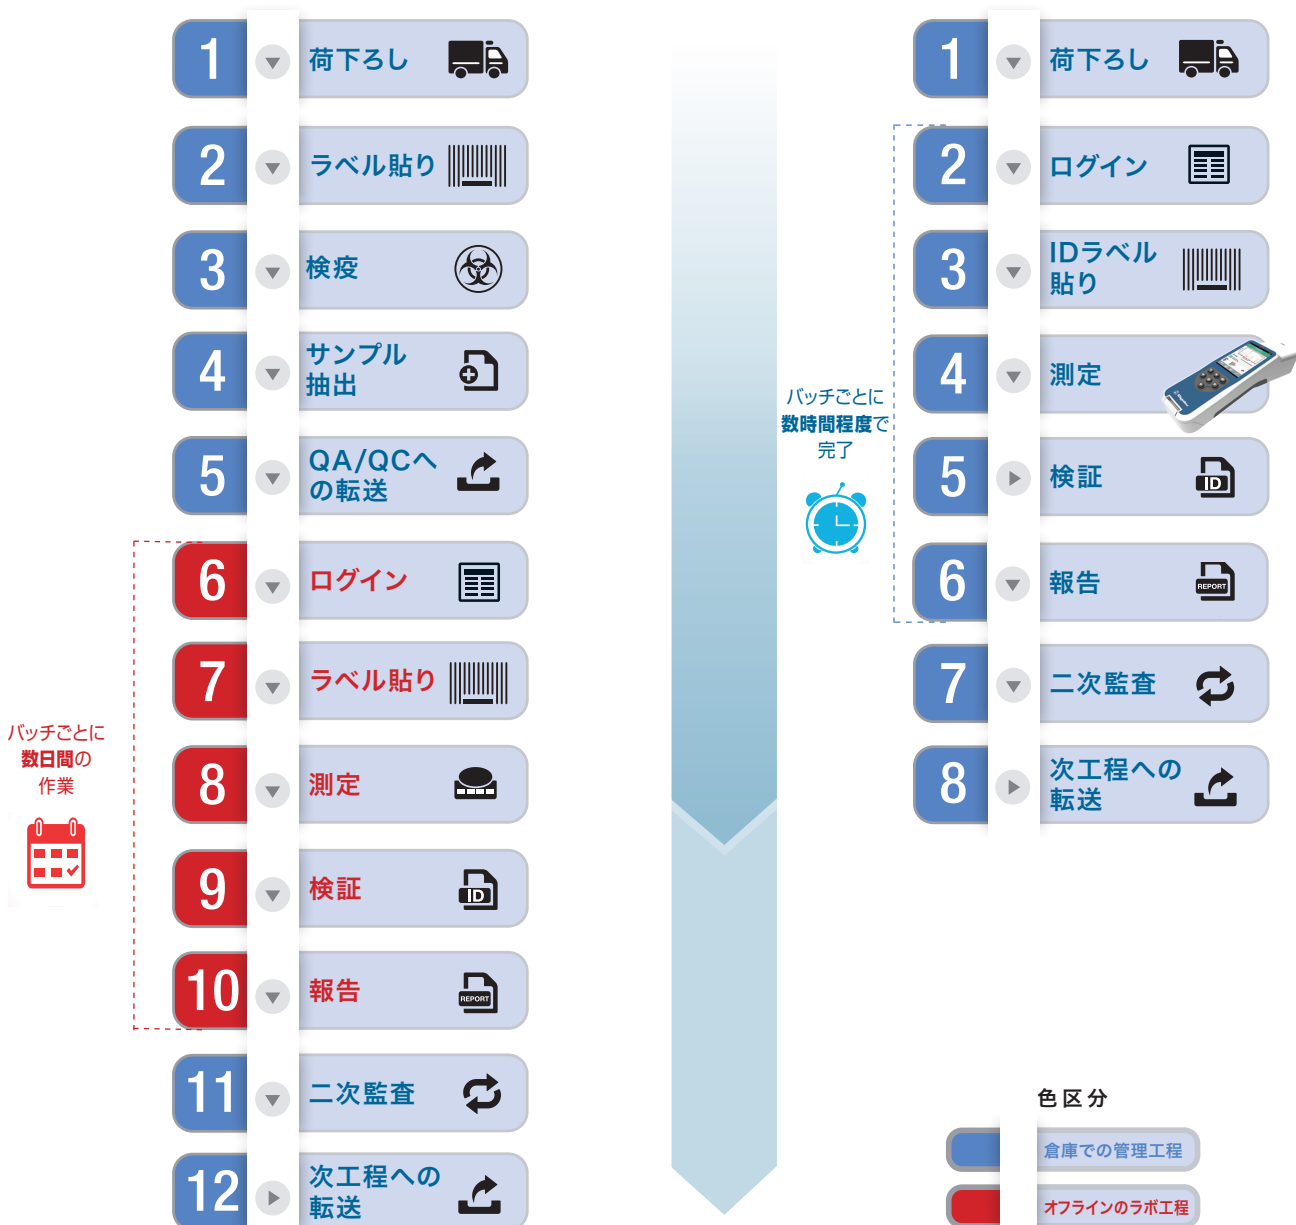 1
荷下ろし
2
ラベル貼り
3
検疫
4
サンプル
抽出
5
QA/QCへ
の転送
6
ログイン
7
ラベル貼り
8
測定
9
検証
ID
10
報告
REPORT
11
二次監査
12
次工程への
転送
バッチごとに
数日間の
作業
バッチごとに
数時間程度で
完了
1
荷下ろし
2
ログイン
3
IDラベル
貼り
4
測定
5
検証
ID
6
報告
REPORT
7
二次監査
8
次工程への
転送
色区分
倉庫での管理工程
オフラインのラボ工程